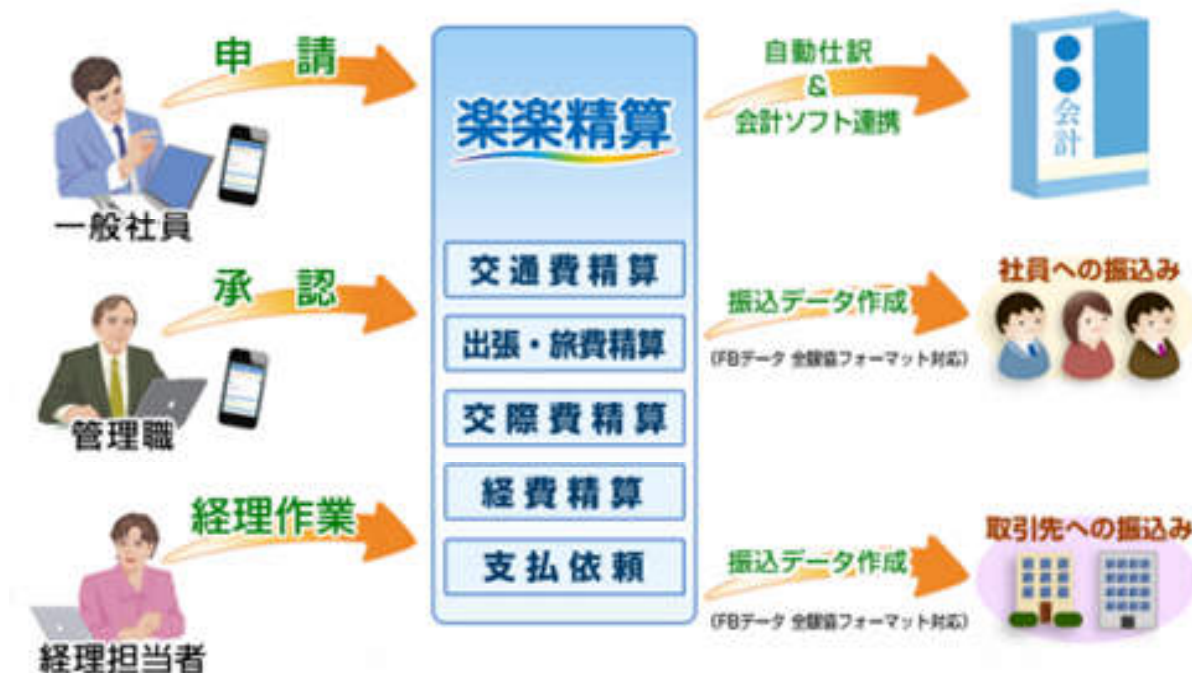 申請
一般社員
承認
管理職
経理作業
経理担当者
楽楽精算
交通費精算
出張・旅費精算
交際費精算
経費精算
支払依頼
自動仕訳
&
会計ソフト連携
●●会計
振込データ作成
(FBデータ 全銀協フォーマット対応)
社員への振込み
振込データ作成
(FBデータ 全銀協フォーマット対応)
取引先への振込み